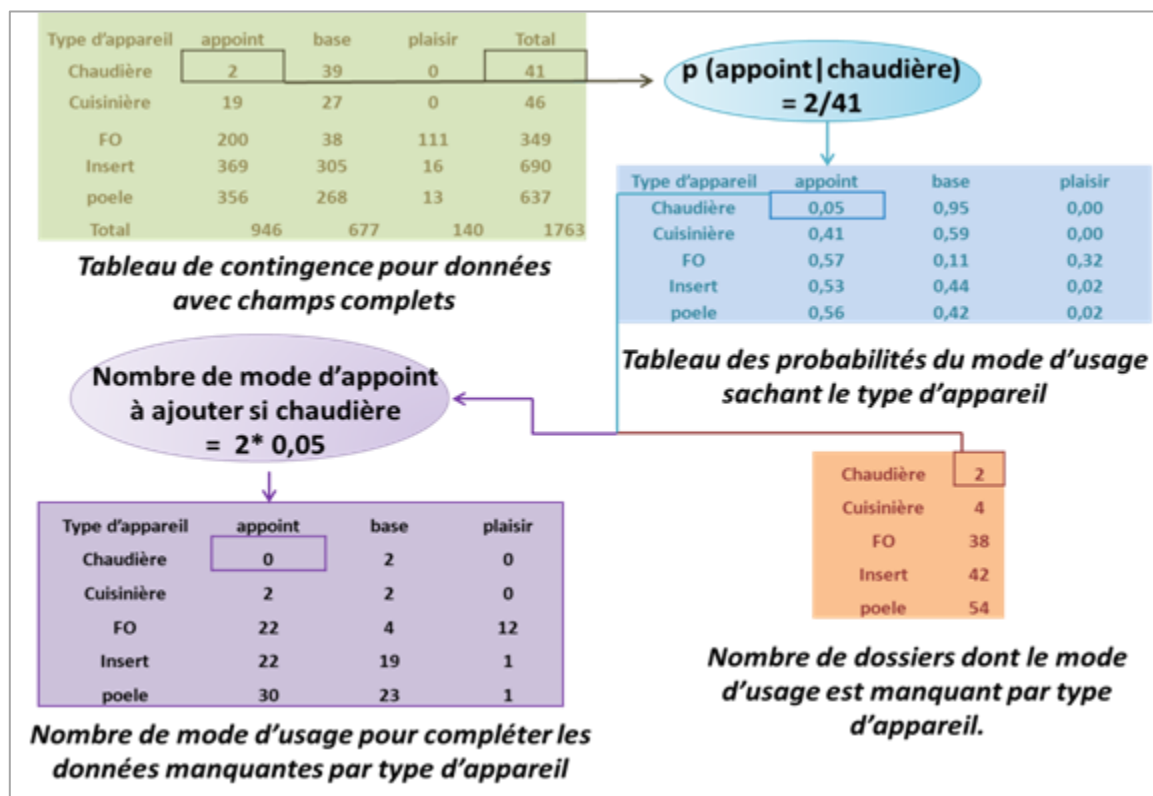 Type d'appareil appoint base plaisir Total
Chaudière 2 39 0 41
Cuisinière 19 27 0 46
FO 200 38 111 349
Insert 369 305 16 690
poele 356 268 13 637
Total 946 677 140 1763
Tableau de contingence pour données
avec champs complets
p (appoint|chaudière)
= 2/41
Type d'appareil appoint base plaisir
Chaudière 0,05 0,95 0,00
Cuisinière 0,41 0,59 0,00
FO 0,57 0,11 0,32
Insert 0,53 0,44 0,02
poele 0,56 0,42 0,02
Tableau des probabilités du mode d'usage
sachant le type d'appareil
Nombre de mode d'appoint
à ajouter si chaudière
= 2* 0,05
Chaudière 2
Cuisinière 4
FO 38
Insert 42
poele 54
Nombre de dossiers dont le mode
d'usage est manquant par type
d'appareil.
Type d'appareil appoint base plaisir
Chaudière 0 2 0
Cuisinière 2 2 0
FO 22 4 12
Insert 22 19 1
poele 30 23 1
Nombre de mode d'usage pour compléter les
données manquantes par type d'appareil